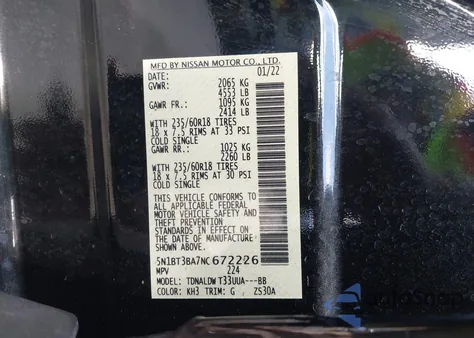 MFD BY NISSAN MOTOR CO., LTD.
DATE: 01/22
GVWR: 2065 KG
4553 LB
GAWR FR.: 1095 KG
2414 LB
WITH 235/60R18 TIRES
18 x 7.5 RIMS AT 33 PSI
COLD SINGLE
GAWR RR.: 1025 KG
2260 LB
WITH 235/60R18 TIRES
18 x 7.5 RIMS AT 30 PSI
COLD SINGLE
THIS VEHICLE CONFORMS TO
ALL APPLICABLE FEDERAL
MOTOR VEHICLE SAFETY AND
THEFT PREVENTION
STANDARDS IN EFFECT ON
THE DATE OF MANUFACTURE
SHOWN ABOVE.
5N1BT3BA7NC672226
MPV 224
MODEL: TDNALDW T33UUA---BB
COLOR: KH3 TRIM: G ZS30A